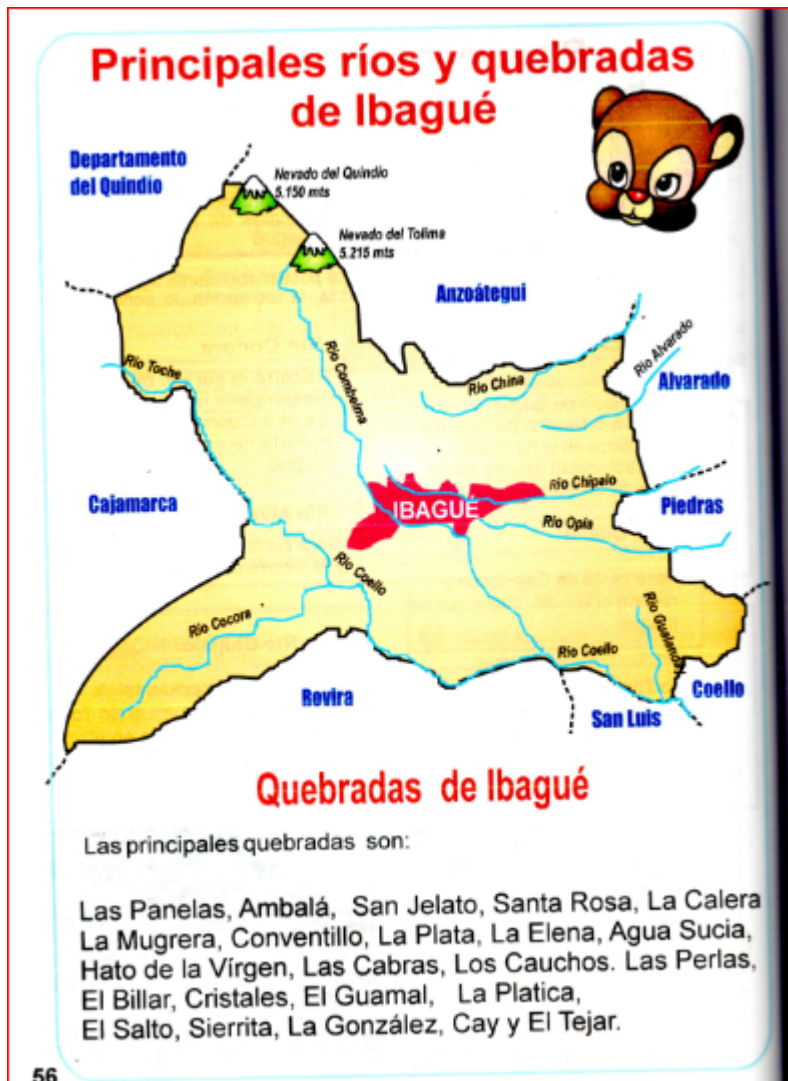 Principales ríos y quebradas
de Ibagué
Departamento
del Quindío
Nevado del Quindio
5.150 mts
Nevado del Tolima
5.215 mts
Anzoátegui
Río Toche
Río Combeima
Río China
Río Alvarado
Alvarado
Cajamarca
IBAGUÉ
Río Chipalo
Piedras
Río Opia
Río Coello
Río Cocora
Río Gualanday
Río Coello
Rovira
San Luis
Coello
Quebradas de Ibagué
Las principales quebradas son:
Las Panelas, Ambalá, San Jelato, Santa Rosa, La Calera
La Mugrera, Conventillo, La Plata, La Elena, Agua Sucia,
Hato de la Vírgen, Las Cabras, Los Cauchos. Las Perlas,
El Billar, Cristales, El Guamal, La Platica,
El Salto, Sierrita, La González, Cay y El Tejar.
56